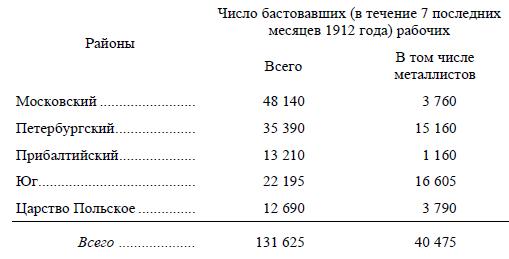 Число бастовавших (в течение 7 последних
месяцев 1912 года) рабочих
Районы
Всего
В том числе
металлистов
Московский .......................... 48 140 3 760
Петербургский...................... 35 390 15 160
Прибалтийский..................... 13 210 1 160
Юг........................................... 22 195 16 605
Царство Польское ................ 12 690 3 790
Всего ..................... 131 625 40 475